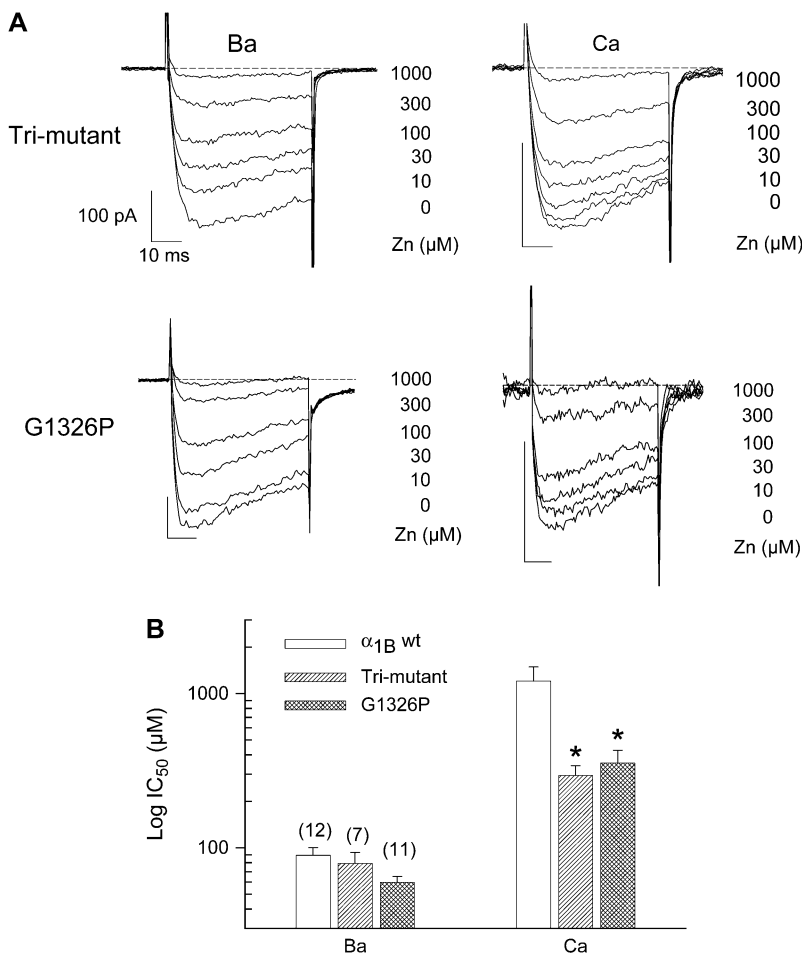 A
Ba
Ca
Tri-mutant
1000
300
100
30
10
0
Zn (µM)
1000
300
100
30
10
0
Zn (µM)
100 pA
10 ms
G1326P
1000
300
100
30
10
0
Zn (µM)
1000
300
100
30
10
0
Zn (µM)
B
α1B wt
Tri-mutant
G1326P
Log IC50 (µM)
1000
100
(12)
(7)
(11)
*
*
Ba
Ca